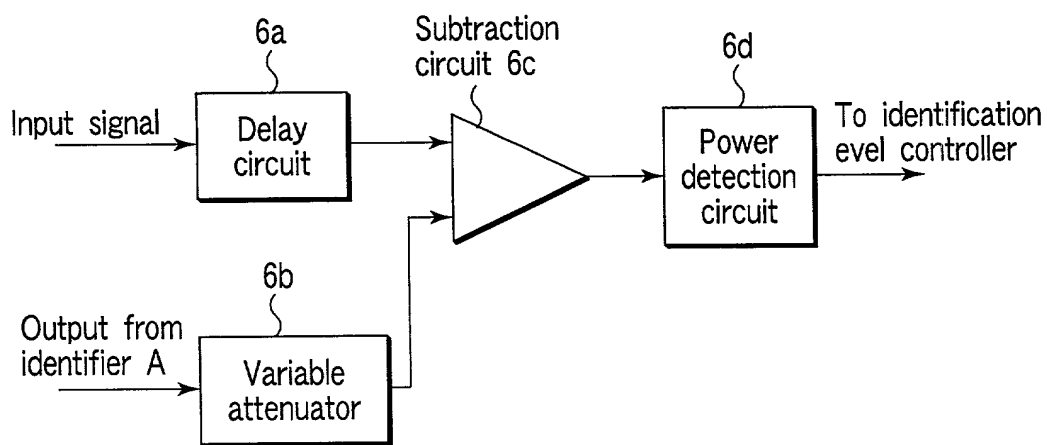 6a
Subtraction
circuit 6c
6d
Input signal
Delay
circuit
Power
detection
circuit
To identification
evel controller
6b
Output from
identifier A
Variable
attenuator